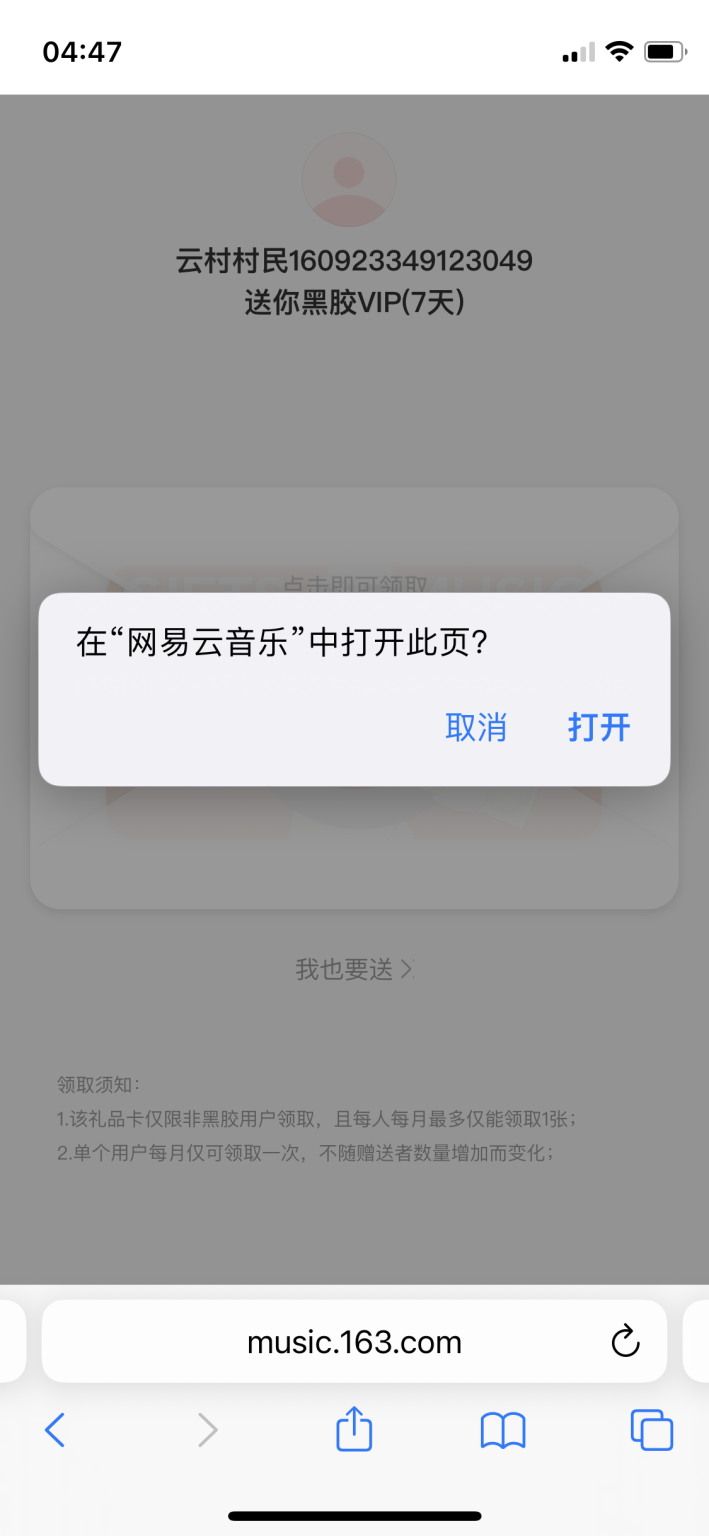 04:47
云村村民160923349123049
送你黑胶VIP(7天)
点击即可领取
在“网易云音乐”中打开此页?
取消 打开
我也要送 >
领取须知：
1.该礼品卡仅限非黑胶用户领取，且每人每月最多仅能领取1张；
2.单个用户每月仅可领取一次，不随赠送者数量增加而变化；
music.163.com